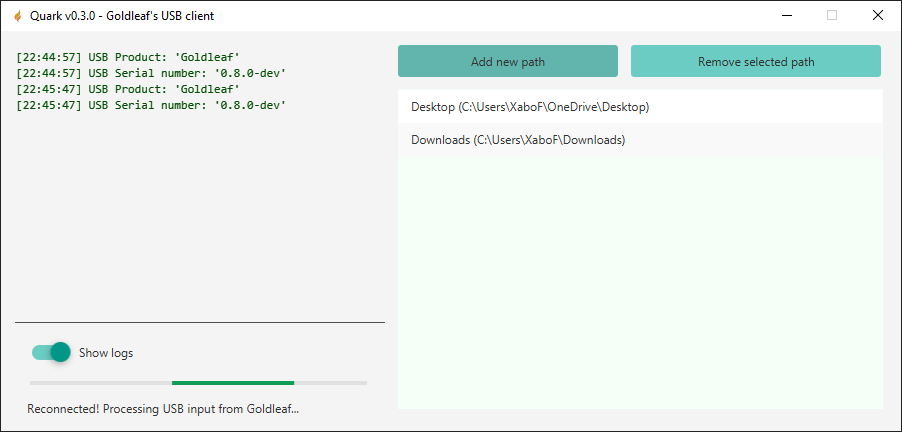 Quark v0.3.0 - Goldleaf's USB client
[22:44:57] USB Product: 'Goldleaf'
[22:44:57] USB Serial number: '0.8.0-dev'
[22:45:47] USB Product: 'Goldleaf'
[22:45:47] USB Serial number: '0.8.0-dev'
Show logs
Reconnected! Processing USB input from Goldleaf...
Add new path
Remove selected path
Desktop (C:\Users\XaboF\OneDrive\Desktop)
Downloads (C:\Users\XaboF\Downloads)